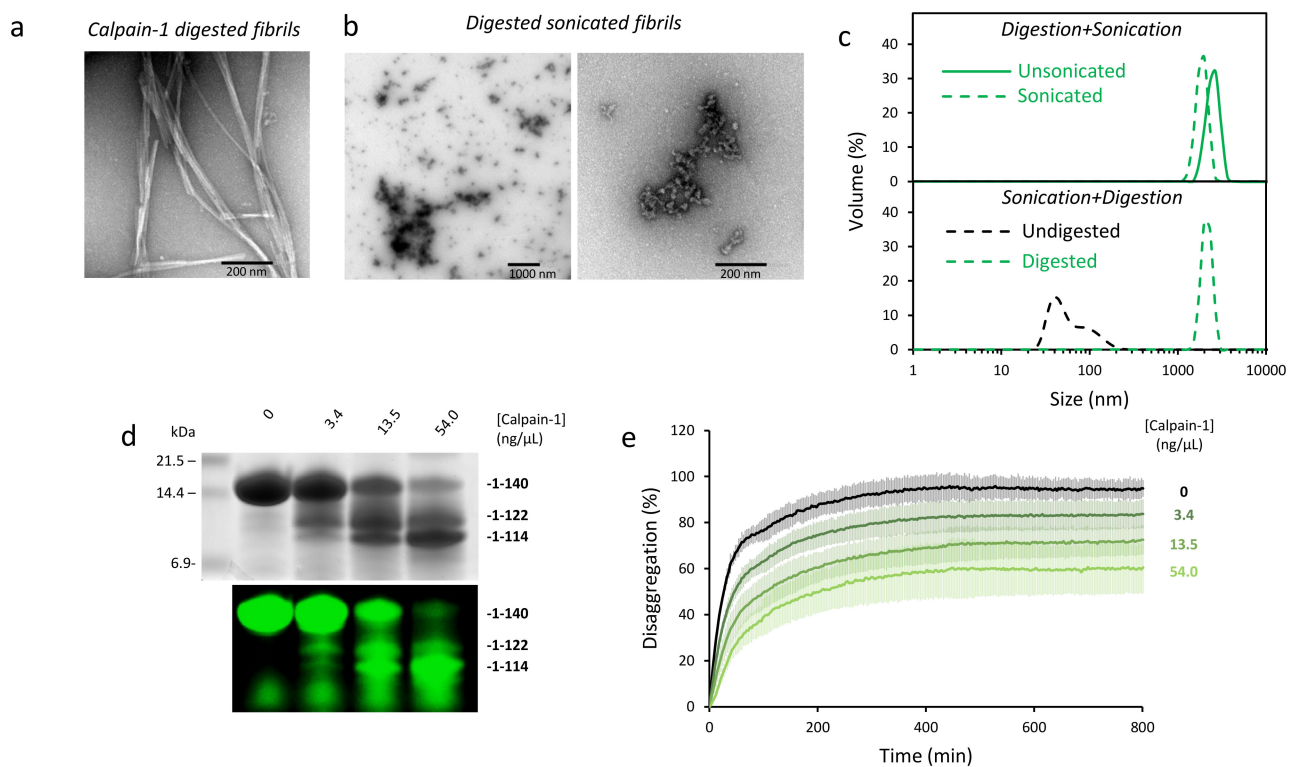 a
Calpain-1 digested fibrils
200 nm
b
Digested sonicated fibrils
1000 nm
200 nm
c
Digestion+Sonication
Unsonicated
Sonicated
40
30
20
10
0
Sonication+Digestion
Undigested
Digested
40
30
20
10
0
Volume (%)
1 10 100 1000 10000
Size (nm)
d
0 3.4 13.5 54.0
[Calpain-1]
(ng/μL)
kDa
21.5 –
14.4 –
6.9-
-1-140
-1-122
-1-114
-1-140
-1-122
-1-114
e
[Calpain-1]
(ng/μL)
0
3.4
13.5
54.0
120
100
80
60
40
20
0
Disaggregation (%)
0 200 400 600 800
Time (min)